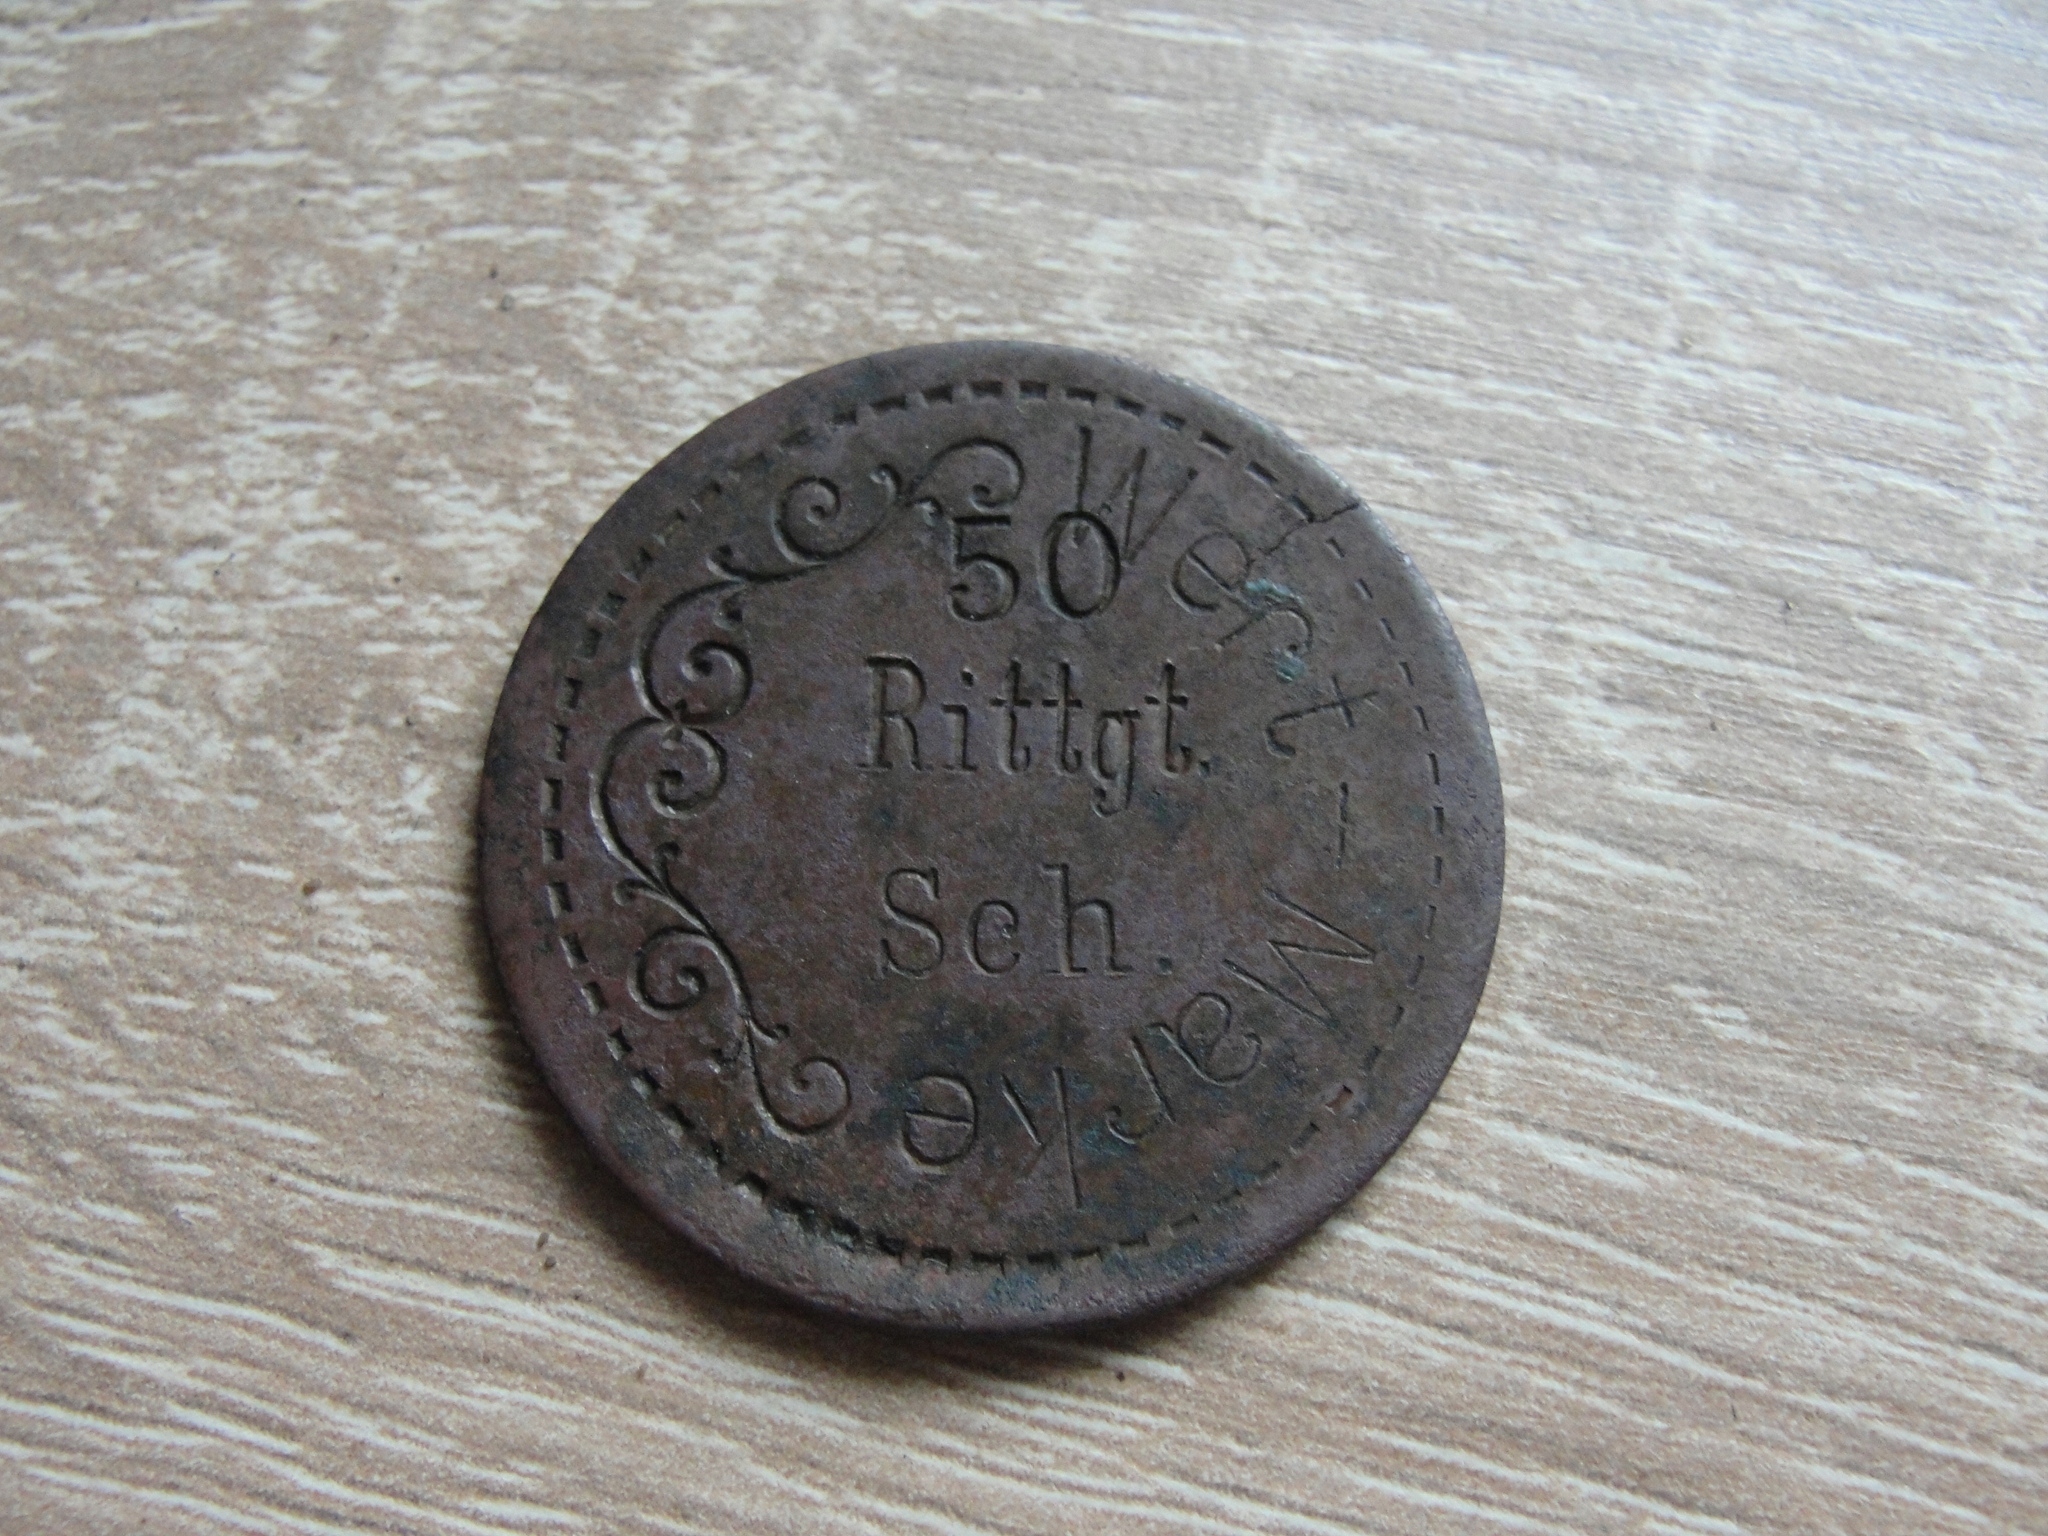 50
Rittgt.
Sch.
Wert-Marke